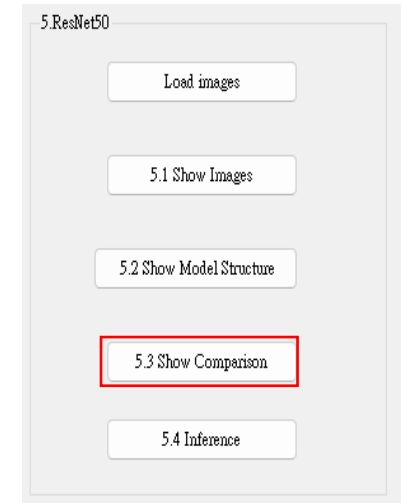 5.ResNet50
Load images
5.1 Show Images
5.2 Show Model Structure
5.3 Show Comparison
5.4 Inference